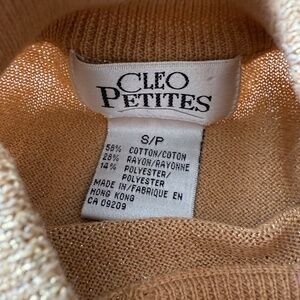 CLEO
PETITES
S/P
58% COTTON/COTON
28% RAYON/RAYONNE
14% POLYESTER/
POLYESTER
MADE IN/FABRIQUE EN
HONG KONG
CA 09209